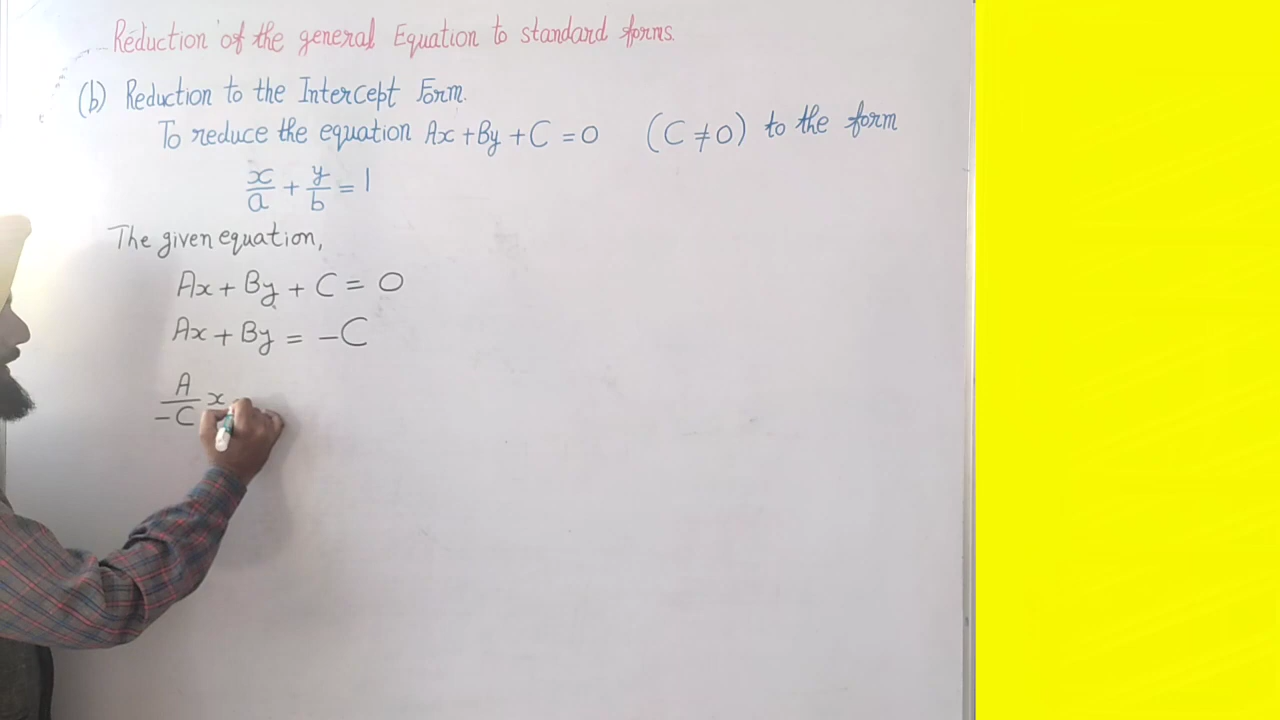 Reduction of the general Equation to standard forms.
(b) Reduction to the Intercept Form.
To reduce the equation Ax + By + C = 0 (C ≠ 0) to the form
x/a + y/b = 1
The given equation,
Ax + By + C = 0
Ax + By = -C
A/-C x